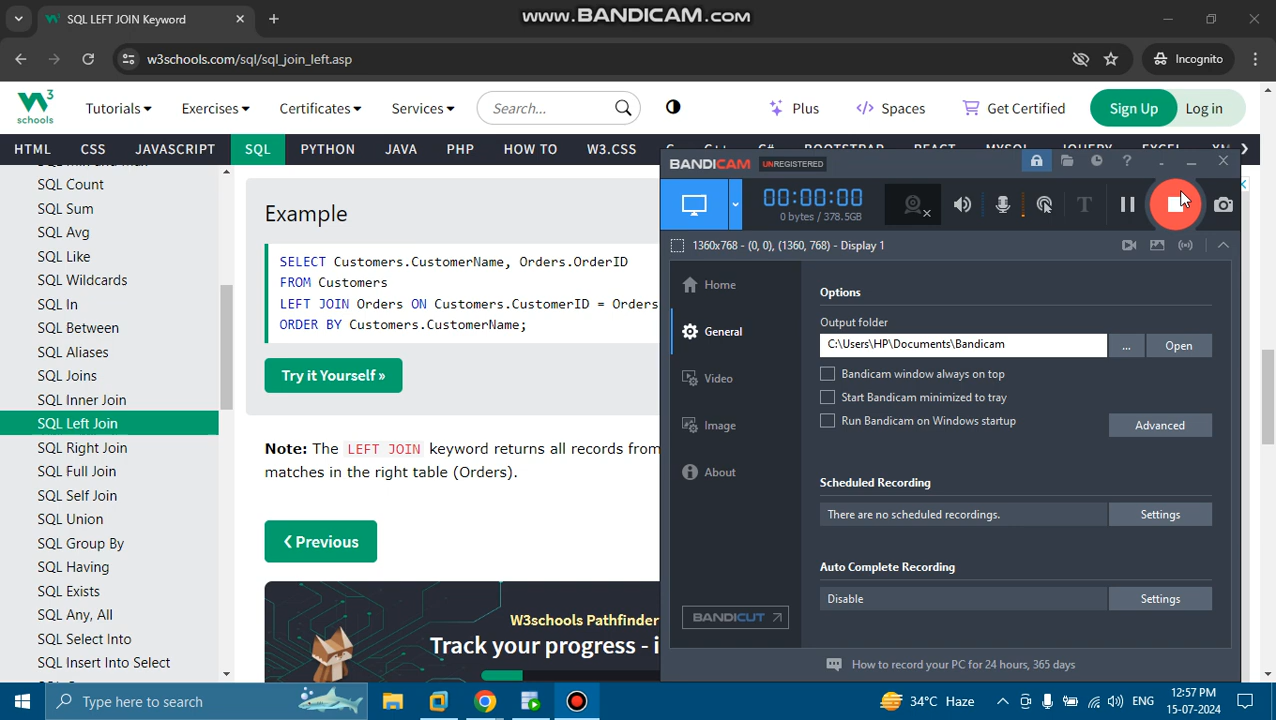 SQL LEFT JOIN Keyword
www.BANDICAM.com
w3schools.com/sql/sql_join_left.asp
Incognito
W3 schools
Tutorials
Exercises
Certificates
Services
Search...
Plus
Spaces
Get Certified
Sign Up
Log in
HTML
CSS
JAVASCRIPT
SQL
PYTHON
JAVA
PHP
HOW TO
W3.CSS
SQL Count
SQL Sum
SQL Avg
SQL Like
SQL Wildcards
SQL In
SQL Between
SQL Aliases
SQL Joins
SQL Inner Join
SQL Left Join
SQL Right Join
SQL Full Join
SQL Self Join
SQL Union
SQL Group By
SQL Having
SQL Exists
SQL Any, All
SQL Select Into
SQL Insert Into Select
Example
SELECT Customers.CustomerName, Orders.OrderID
FROM Customers
LEFT JOIN Orders ON Customers.CustomerID = Orders
ORDER BY Customers.CustomerName;
Try it Yourself »
Note: The LEFT JOIN keyword returns all records from
matches in the right table (Orders).
❮ Previous
W3schools Pathfinder
Track your progress - i
BANDICAM UNREGISTERED
00:00:00
0 bytes / 378.5GB
1360x768 - (0, 0), (1360, 768) - Display 1
Home
General
Video
Image
About
BANDICUT
Options
Output folder
C:\Users\HP\Documents\Bandicam
...
Open
Bandicam window always on top
Start Bandicam minimized to tray
Run Bandicam on Windows startup
Advanced
Scheduled Recording
There are no scheduled recordings.
Settings
Auto Complete Recording
Disable
Settings
How to record your PC for 24 hours, 365 days
Type here to search
34°C Haze
ENG
12:57 PM
15-07-2024